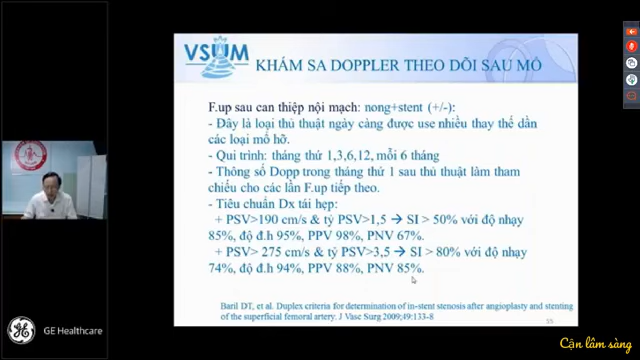 VSUM
KHÁM SA DOPPLER THEO DÕI SAU MỔ
F.up sau can thiệp nội mạch: nong+stent (+/-):
- Đây là loại thủ thuật ngày càng được use nhiều thay thế dần
các loại mổ hở.
- Qui trình: tháng thứ 1,3,6,12, mỗi 6 tháng
- Thông số Dopp trong tháng thứ 1 sau thủ thuật làm tham
chiếu cho các lần F.up tiếp theo.
- Tiêu chuẩn Dx tái hẹp:
+ PSV>190 cm/s & tỷ PSV>1,5 → SI > 50% với độ nhạy
85%, độ đ.h 95%, PPV 98%, PNV 67%.
+ PSV> 275 cm/s & tỷ PSV>3,5 → SI > 80% với độ nhạy
74%, độ đ.h 94%, PPV 88%, PNV 85%.
Baril DT, et al. Duplex criteria for determination of in-stent stenosis after angioplasty and stenting
of the superficial femoral artery. J Vasc Surg 2009;49:133-8
55
GE Healthcare
Cận lâm sàng